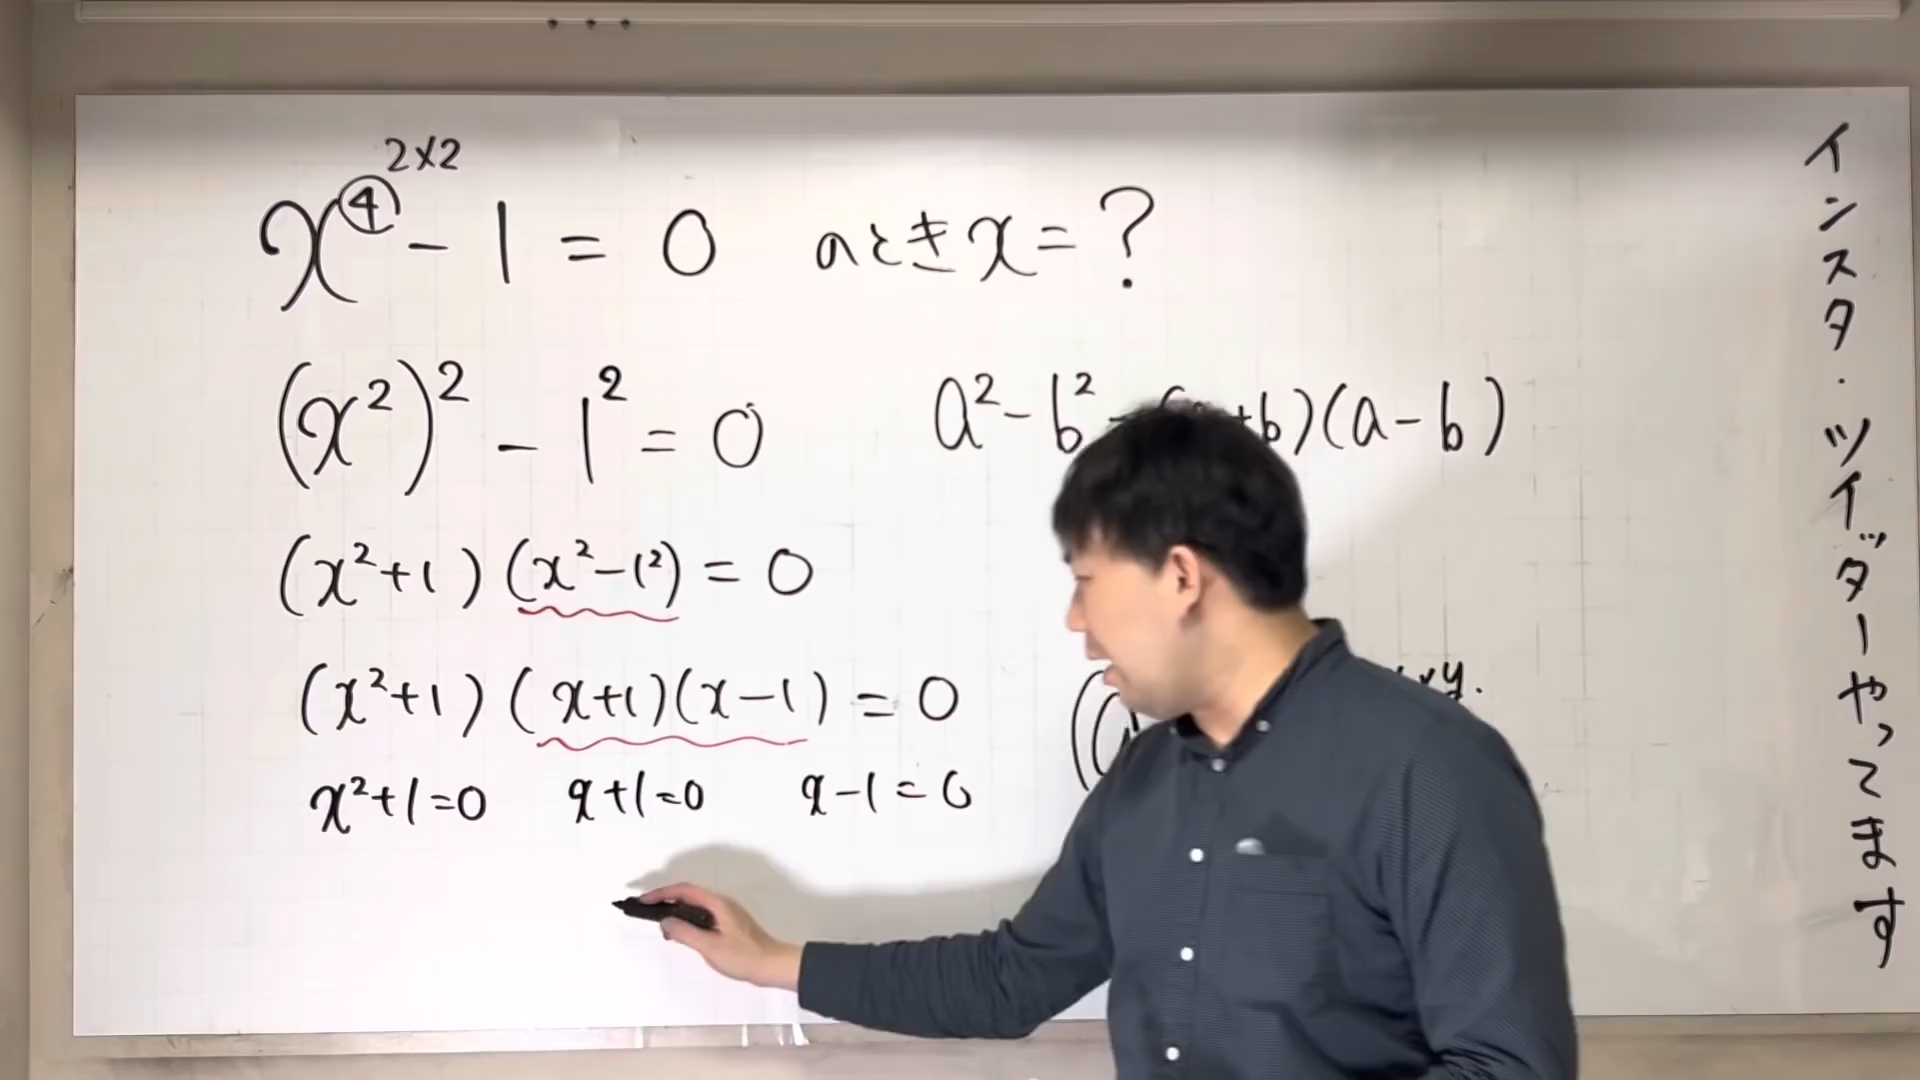 2×2
x④ - 1 = 0 のとき x = ?
(x²)² - 1² = 0
a² - b² +b)(a-b)
(x²+1)(x²-1²) = 0
(x²+1)(x+1)(x-1) = 0
xy.
x²+1=0 x+1=0 x-1=0
インスタ・ツイッターやってます